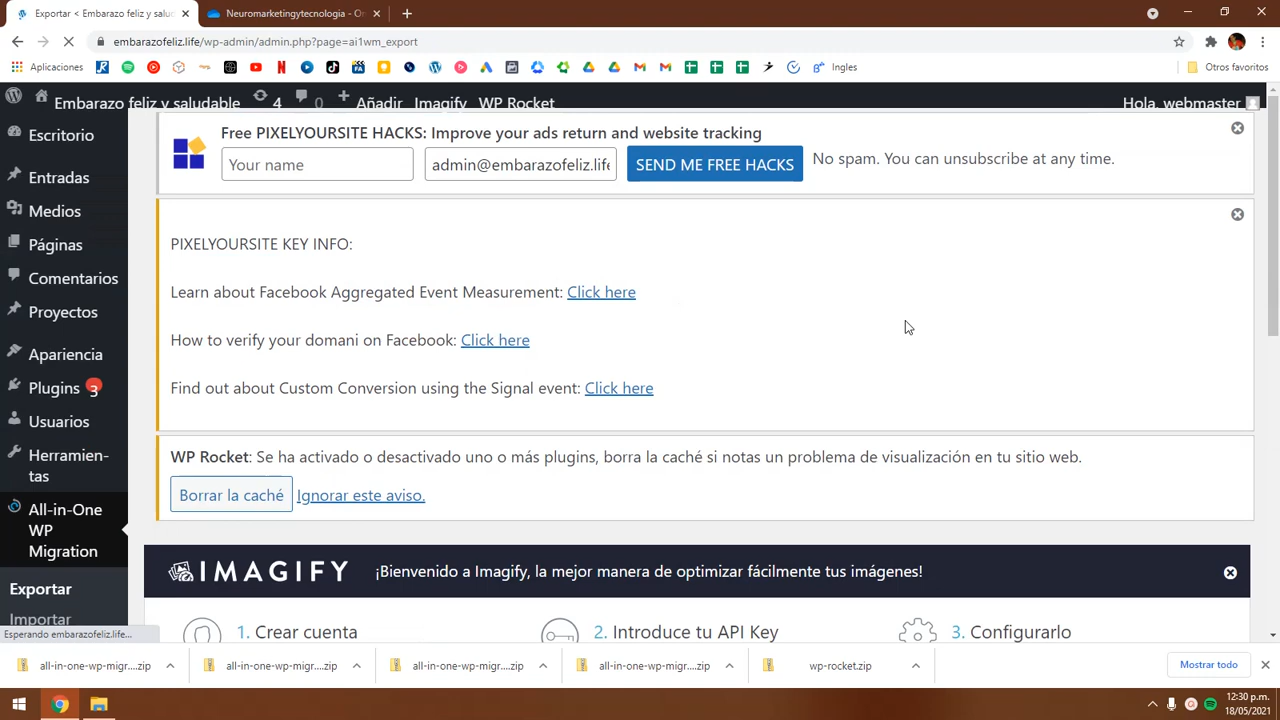 Exportar < Embarazo feliz y saluc
Neuromarketingytecnologia - On
embarazofeliz.life/wp-admin/admin.php?page=ai1wm_export
Aplicaciones
Ingles
Otros favoritos
Embarazo feliz y saludable
4
0
Añadir
Imagify
WP Rocket
Hola, webmaster
Escritorio
Entradas
Medios
Páginas
Comentarios
Proyectos
Apariencia
Plugins 3
Usuarios
Herramien-
tas
All-in-One
WP
Migration
Exportar
Importar
Free PIXELYOURSITE HACKS: Improve your ads return and website tracking
Your name
admin@embarazofeliz.life
SEND ME FREE HACKS
No spam. You can unsubscribe at any time.
PIXELYOURSITE KEY INFO:
Learn about Facebook Aggregated Event Measurement: Click here
How to verify your domani on Facebook: Click here
Find out about Custom Conversion using the Signal event: Click here
WP Rocket: Se ha activado o desactivado uno o más plugins, borra la caché si notas un problema de visualización en tu sitio web.
Borrar la caché
Ignorar este aviso.
IMAGIFY
¡Bienvenido a Imagify, la mejor manera de optimizar fácilmente tus imágenes!
1. Crear cuenta
2. Introduce tu API Key
3. Configurarlo
Esperando embarazofeliz.life...
all-in-one-wp-migr....zip
all-in-one-wp-migr....zip
all-in-one-wp-migr....zip
all-in-one-wp-migr....zip
wp-rocket.zip
Mostrar todo
12:30 p.m.
18/05/2021